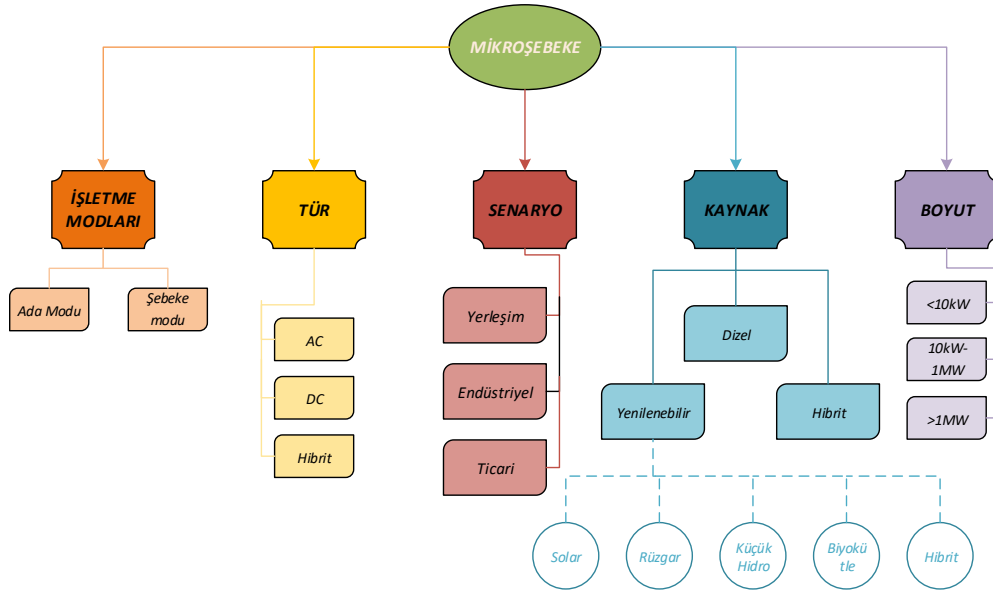 MİKROŞEBEKE
İŞLETME
MODLARI
TÜR
SENARYO
KAYNAK
BOYUT
Ada Modu
Şebeke
modu
AC
DC
Hibrit
Yerleşim
Endüstriyel
Ticari
Dizel
Yenilenebilir
Hibrit
<10kW
10kW-
1MW
>1MW
Solar
Rüzgar
Küçük
Hidro
Biyokü
tle
Hibrit